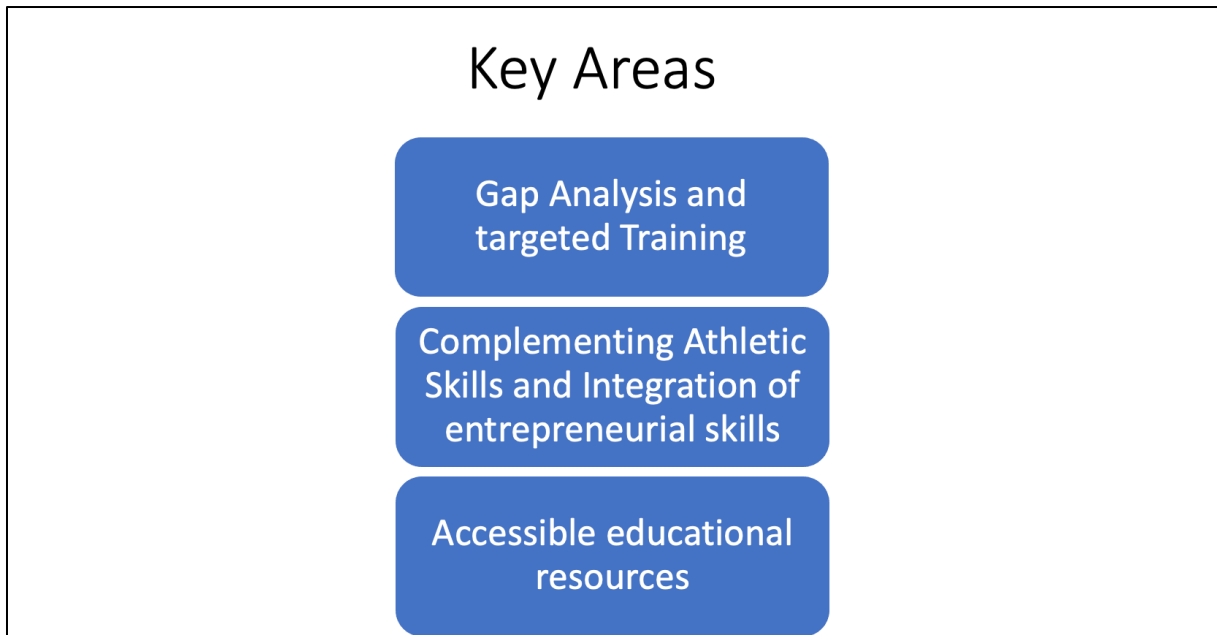 Key Areas
Gap Analysis and
targeted Training
Complementing Athletic
Skills and Integration of
entrepreneurial skills
Accessible educational
resources